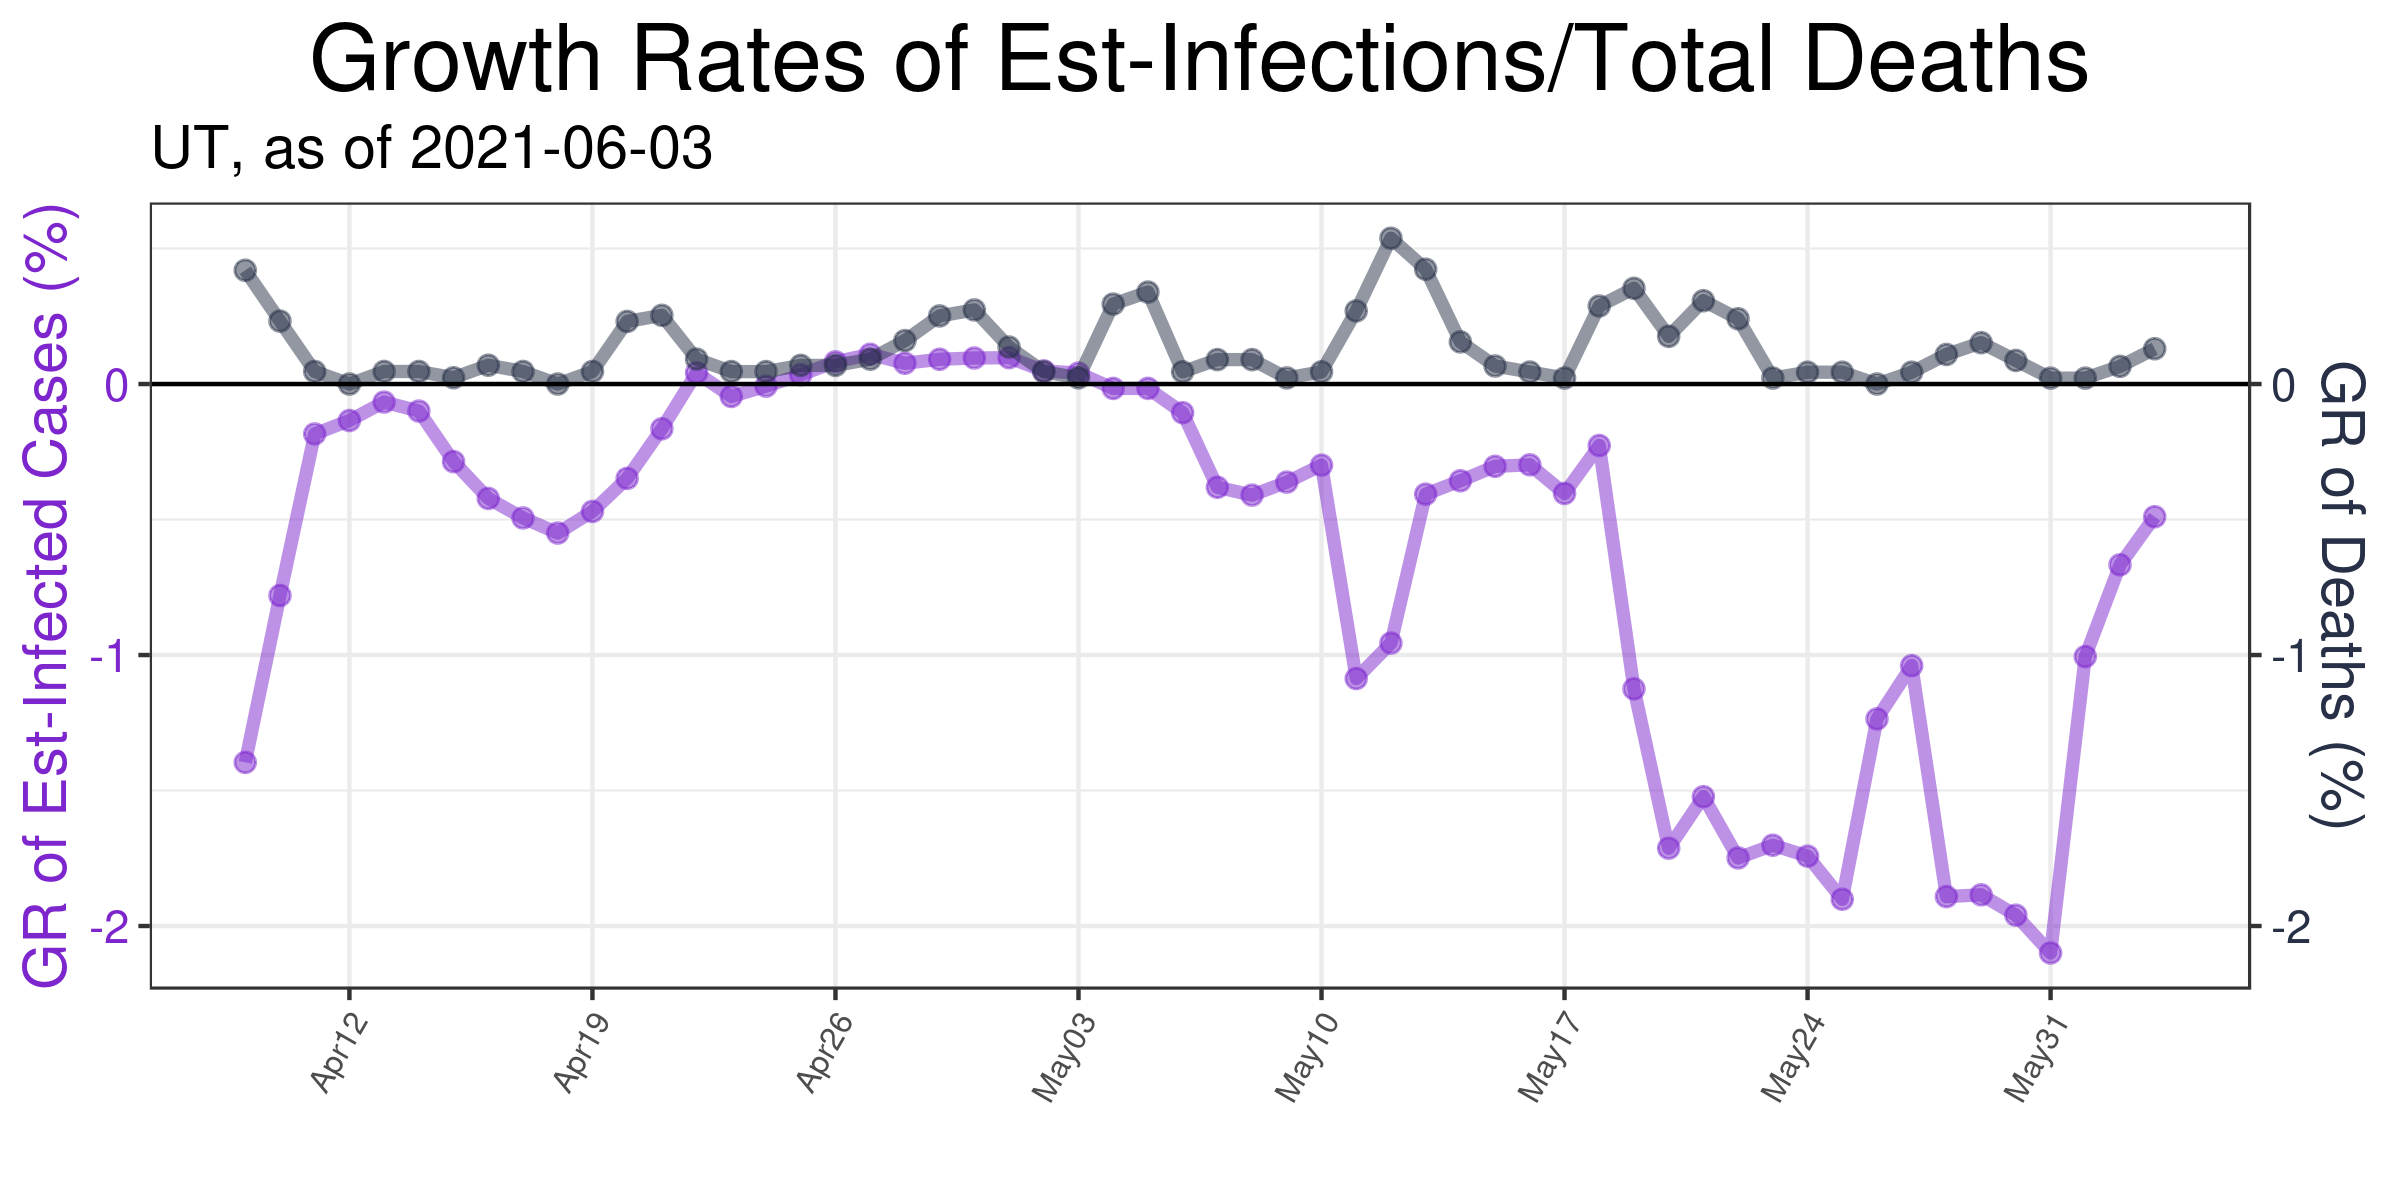 Growth Rates of Est-Infections/Total Deaths
UT, as of 2021-06-03
GR of Est-Infected Cases (%)
0
-1
-2
0
-1
-2
GR of Deaths (%)
Apr12
Apr19
Apr26
May03
May10
May17
May24
May31